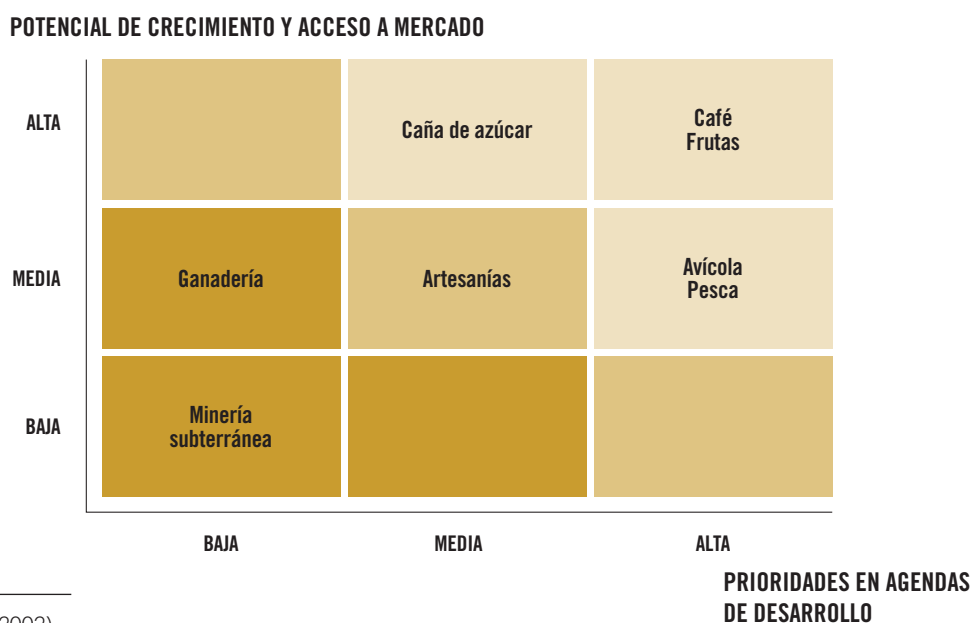 POTENCIAL DE CRECIMIENTO Y ACCESO A MERCADO
ALTA
Caña de azúcar
Café
Frutas
MEDIA
Ganadería
Artesanías
Avícola
Pesca
BAJA
Minería
subterránea
BAJA
MEDIA
ALTA
PRIORIDADES EN AGENDAS
DE DESARROLLO